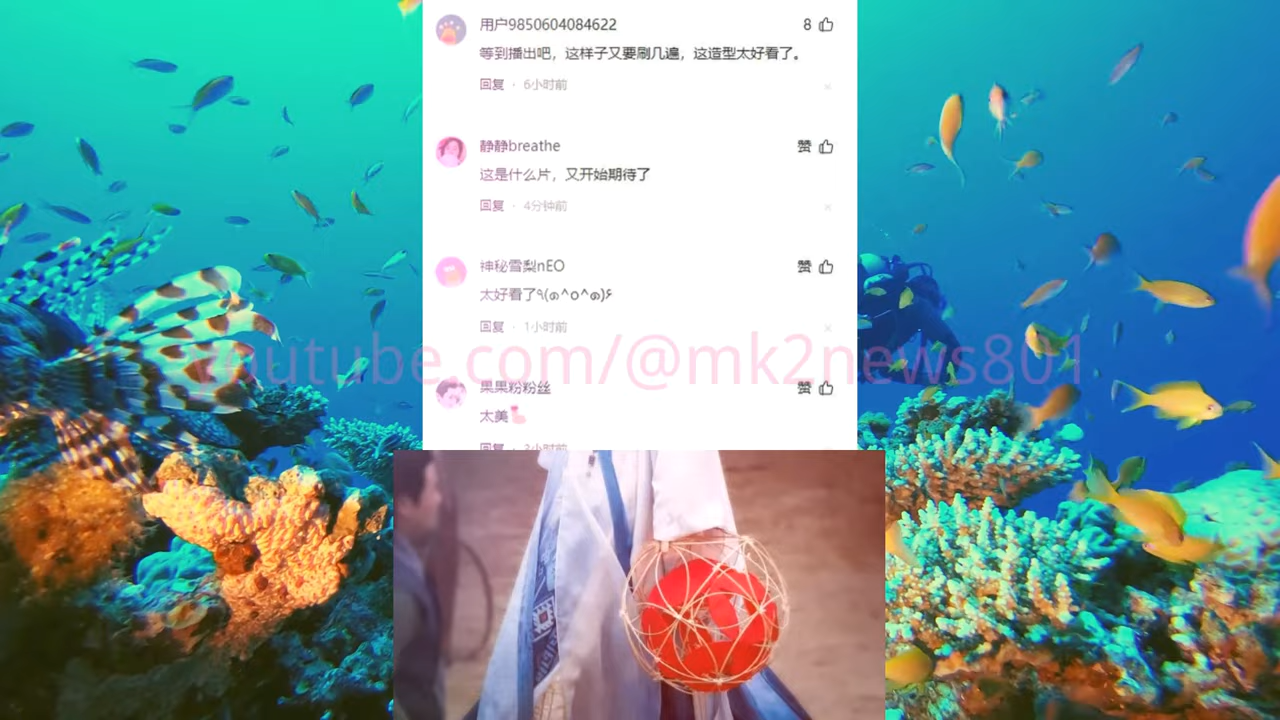 用户9850604084622
8
等到播出吧，这样子又要刷几遍，这造型太好看了。
回复 · 6小时前
静静breathe
赞
这是什么片，又开始期待了
回复 · 4分钟前
神秘雪梨nEO
赞
太好看了٩(๑^o^๑)۶
回复 · 1小时前
youtube.com/@mk2news801
果果粉粉丝
赞
太美
回复